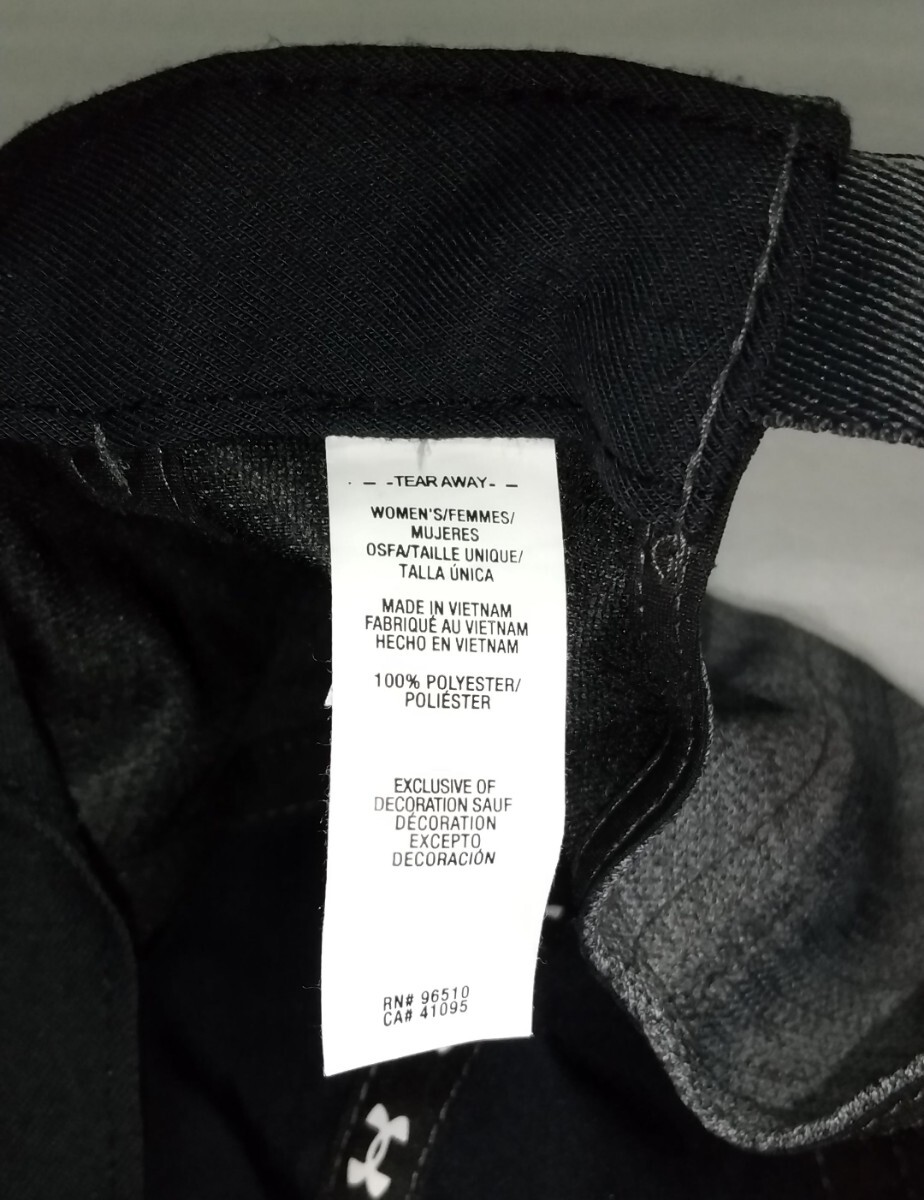 - - -TEAR AWAY- -
WOMEN'S/FEMMES/
MUJERES
OSFA/TAILLE UNIQUE/
TALLA ÚNICA
MADE IN VIETNAM
FABRIQUÉ AU VIETNAM
HECHO EN VIETNAM
100% POLYESTER/
POLIÉSTER
EXCLUSIVE OF
DECORATION SAUF
DÉCORATION
EXCEPTO
DECORACIÓN
RN# 96510
CA# 41095